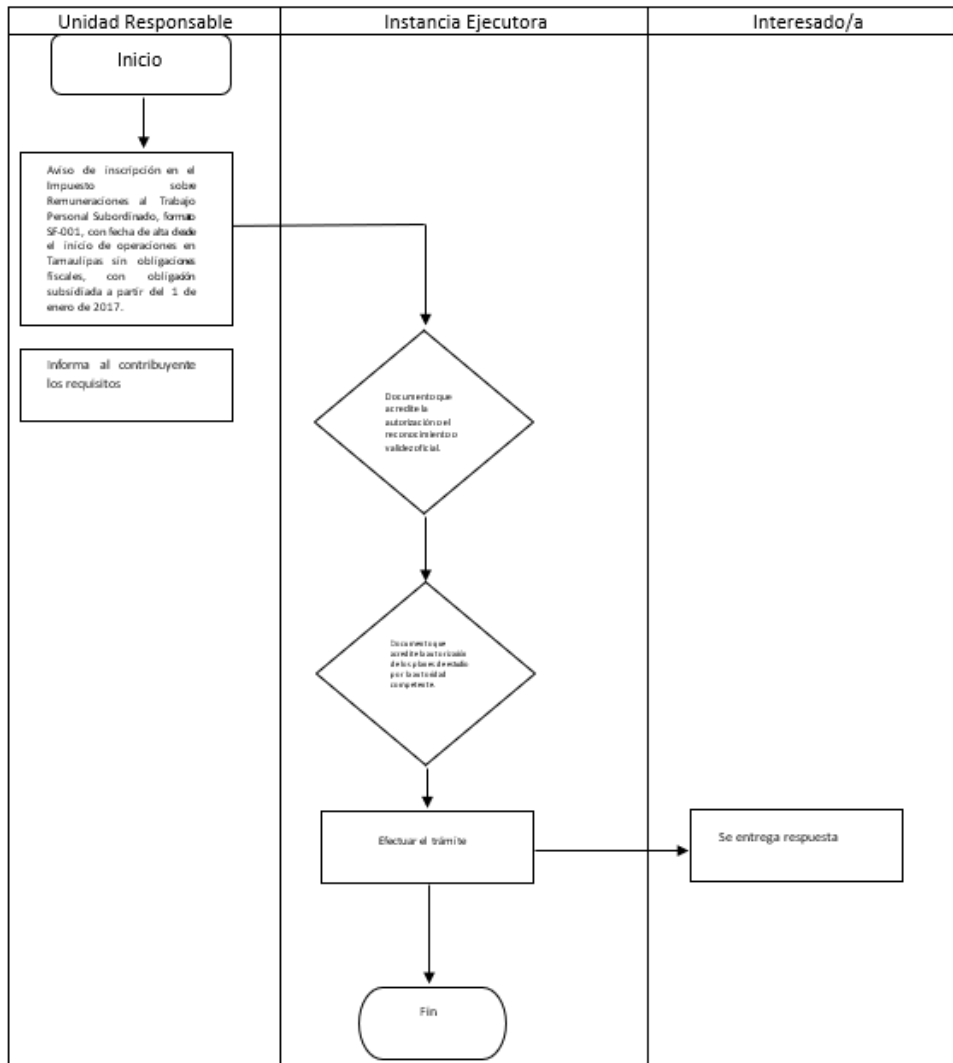 Unidad Responsable
Instancia Ejecutora
Interesado/a
Inicio
Aviso de inscripción en el
Impuesto sobre
Remuneraciones al Trabajo
Personal Subordinado, formato
SF-001, con fecha de alta desde
el inicio de operaciones en
Tamaulipas sin obligaciones
fiscales, con obligación
subsidiada a partir del 1 de
enero de 2017.
Informa al contribuyente
los requisitos
Documento que
acredite la
autorización o el
reconocimiento o
validez oficial.
Documento que
acredite la autorización
de los planes de estudio
por la autoridad
competente.
Efectuar el trámite
Se entrega respuesta
Fin